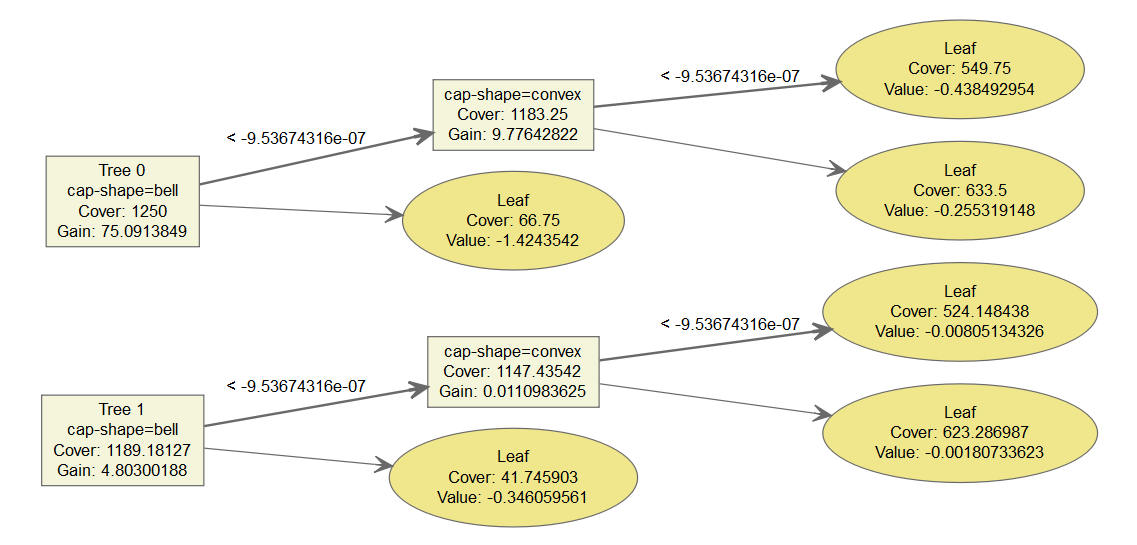 Tree 0
cap-shape=bell
Cover: 1250
Gain: 75.0913849
< -9.53674316e-07
cap-shape=convex
Cover: 1183.25
Gain: 9.77642822
< -9.53674316e-07
Leaf
Cover: 549.75
Value: -0.438492954
Leaf
Cover: 633.5
Value: -0.255319148
Leaf
Cover: 66.75
Value: -1.4243542
Tree 1
cap-shape=bell
Cover: 1189.18127
Gain: 4.80300188
< -9.53674316e-07
cap-shape=convex
Cover: 1147.43542
Gain: 0.0110983625
< -9.53674316e-07
Leaf
Cover: 524.148438
Value: -0.00805134326
Leaf
Cover: 623.286987
Value: -0.00180733623
Leaf
Cover: 41.745903
Value: -0.346059561